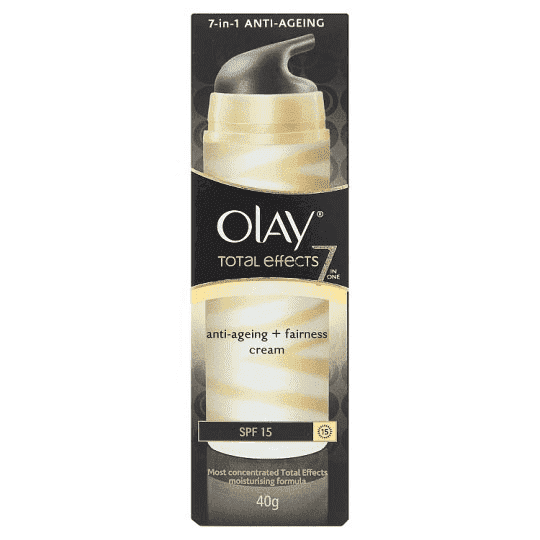 7-in-1 ANTI-AGEING
OLAY®
TOTAL EFFECTS
7
IN
ONE
anti-ageing + fairness
cream
SPF 15
15
Most concentrated Total Effects
moisturising formula
40g